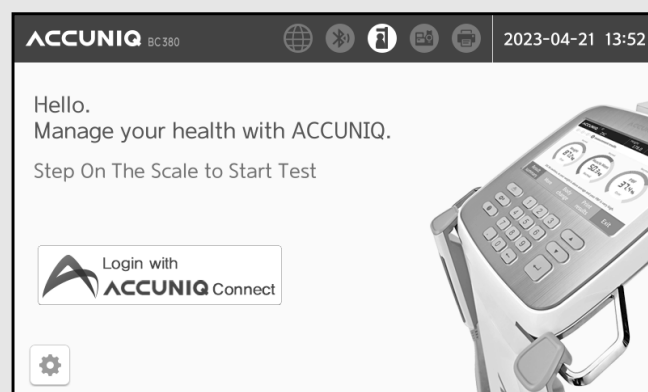 ACCUNIQ BC380
2023-04-21 13:52
Hello.
Manage your health with ACCUNIQ.
Step On The Scale to Start Test
Login with
ACCUNIQ Connect